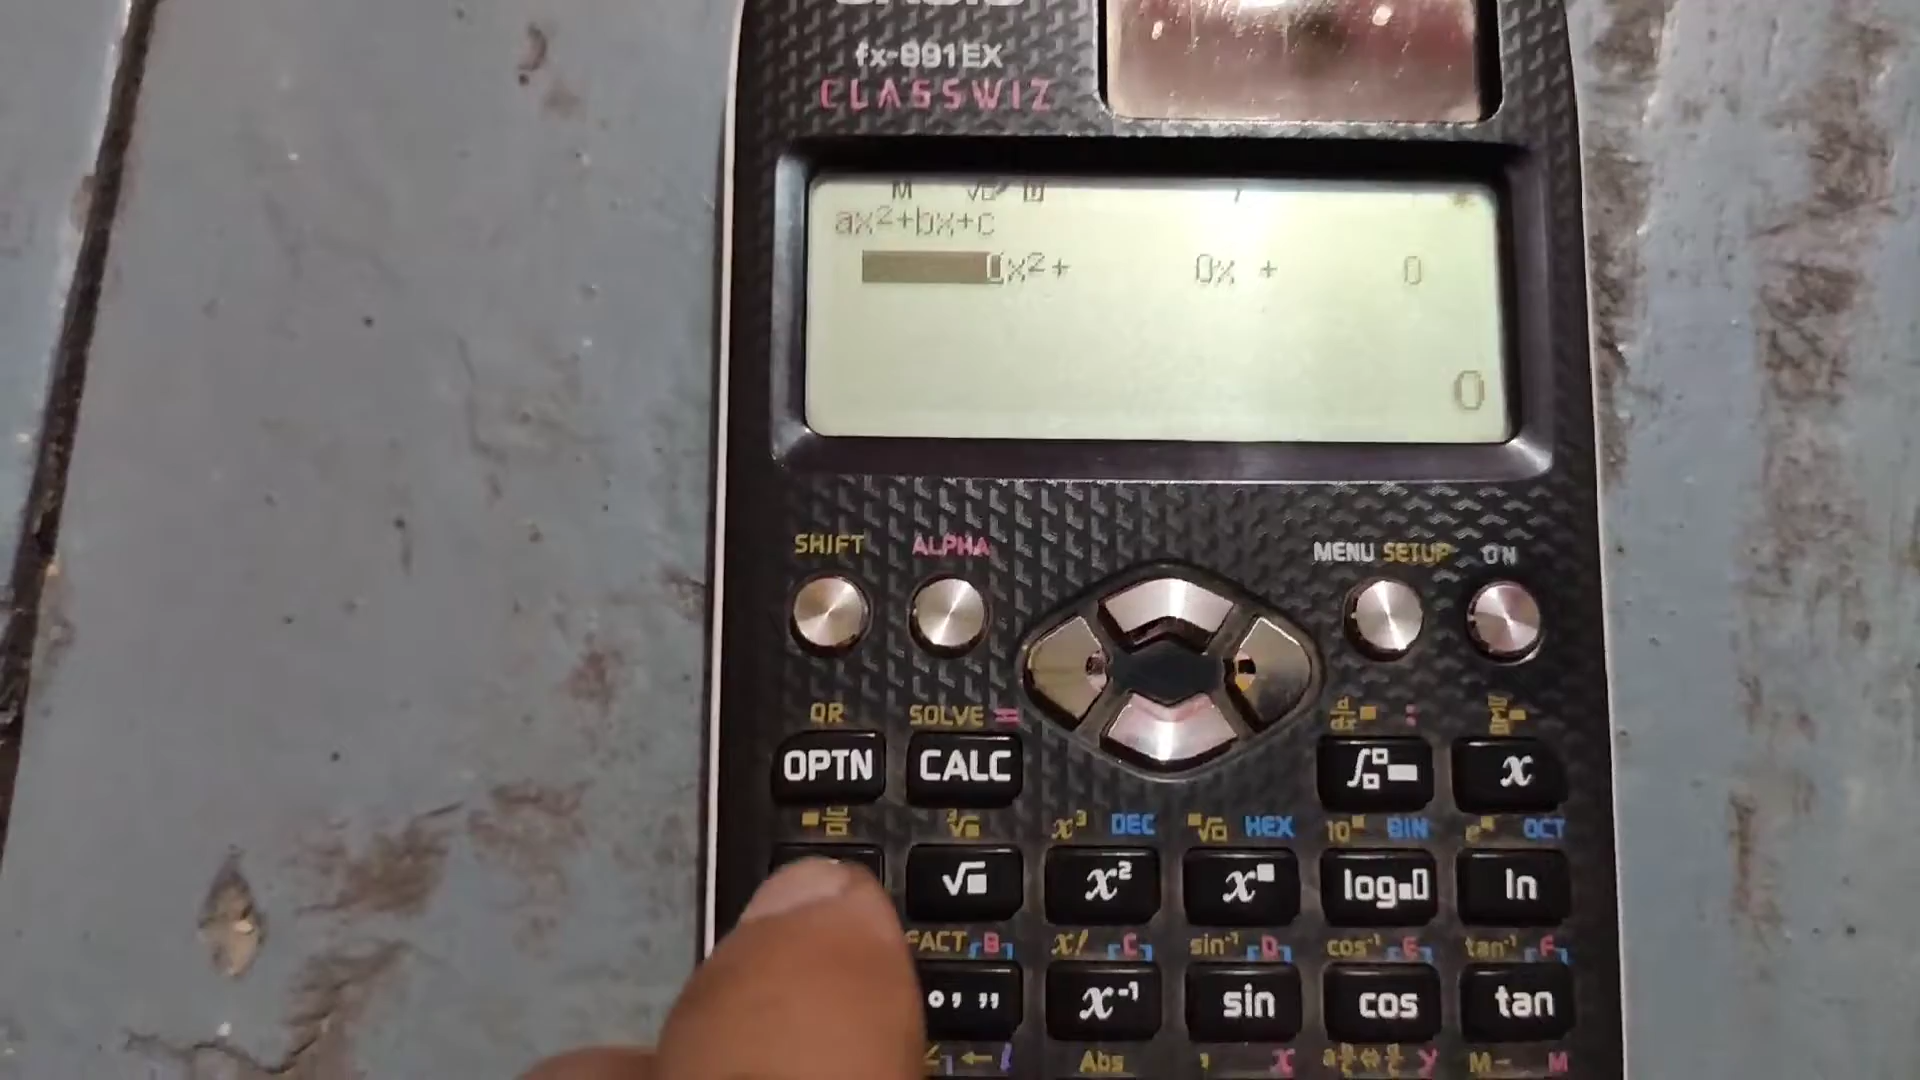 fx-991EX
CLASSWIZ
M
ax²+bx+c
0x²+ 0x + 0
0
SHIFT ALPHA MENU SETUP ON
QR SOLVE = d/dx :
OPTN CALC x
x³ DEC HEX 10 BIN e OCT
√ x² x log ln
FACT B x! C sin⁻¹ D cos⁻¹ E tan⁻¹ F
° ’ ” x⁻¹ sin cos tan
Abs , x y M- M